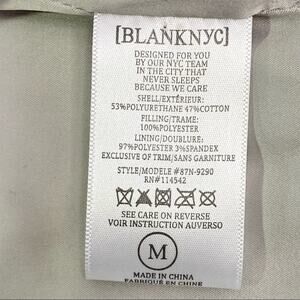 [BLANKNYC]
DESIGNED FOR YOU
BY OUR NYC TEAM
IN THE CITY THAT
NEVER SLEEPS
BECAUSE WE CARE
SHELL/EXTÉRIEUR:
53%POLYURETHANE 47%COTTON
FILLING/TRAME:
100%POLYESTER
LINING/DOUBLURE:
97%POLYESTER 3%SPANDEX
EXCLUSIVE OF TRIM/SANS GARNITURE
STYLE/MODELE #87N-9290
RN#114542
SEE CARE ON REVERSE
VOIR INSTRUCTION AUVERSO
M
MADE IN CHINA
FABRIQUÉ EN CHINE